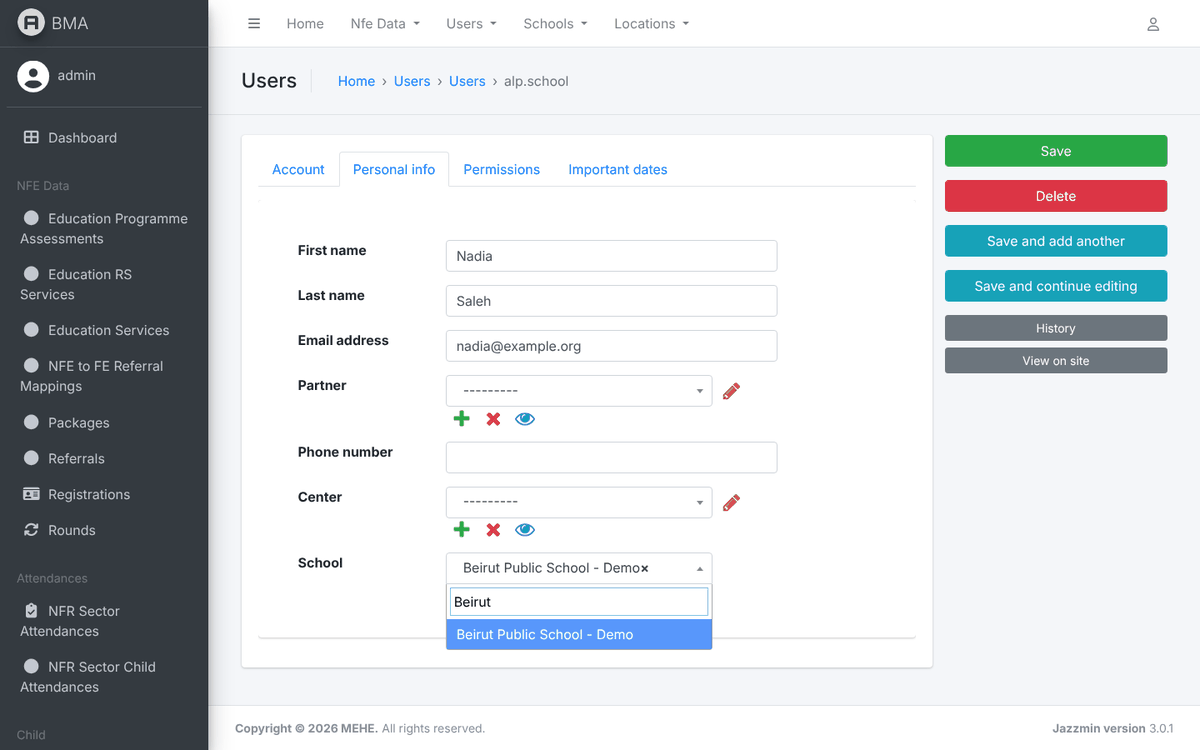 BMA
Home Nfe Data Users Schools Locations
admin
Users Home › Users › Users › alp.school
Dashboard
NFE Data
Education Programme
Assessments
Education RS
Services
Education Services
NFE to FE Referral
Mappings
Packages
Referrals
Registrations
Rounds
Attendances
NFR Sector
Attendances
NFR Sector Child
Attendances
Child
Account Personal info Permissions Important dates
First name Nadia
Last name Saleh
Email address nadia@example.org
Partner ---------
Phone number
Center ---------
School Beirut Public School - Demo×
Beirut
Beirut Public School - Demo
Save
Delete
Save and add another
Save and continue editing
History
View on site
Copyright © 2026 MEHE. All rights reserved. Jazzmin version 3.0.1